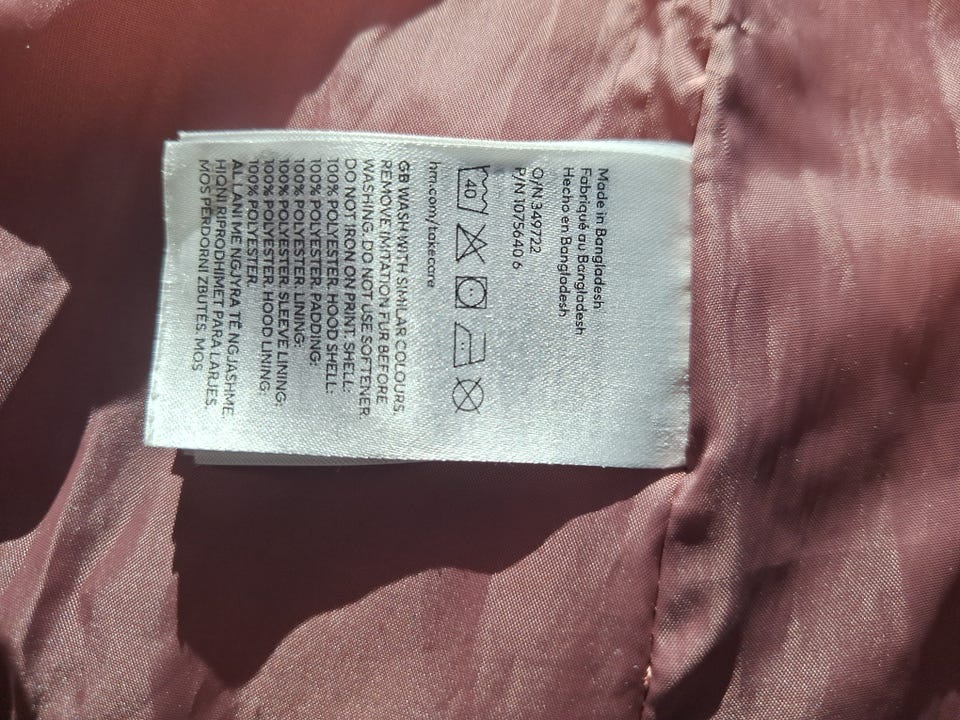 Made in Bangladesh
Fabriqué au Bangladesh
Hecho en Bangladesh
O/N 349722
P/N 1075640 6
40
hm.com/takecare
GB WASH WITH SIMILAR COLOURS.
REMOVE IMITATION FUR BEFORE
WASHING. DO NOT USE SOFTENER.
DO NOT IRON ON PRINT. SHELL:
100% POLYESTER. HOOD SHELL:
100% POLYESTER. PADDING:
100% POLYESTER. LINING:
100% POLYESTER. SLEEVE LINING:
100% POLYESTER. HOOD LINING:
100% POLYESTER.
AL LANI ME NGJYRA TË NGJASHME.
HIQNI RIPRODHIMET PARA LARJES.
MOS PËRDORNI ZBUTËS. MOS